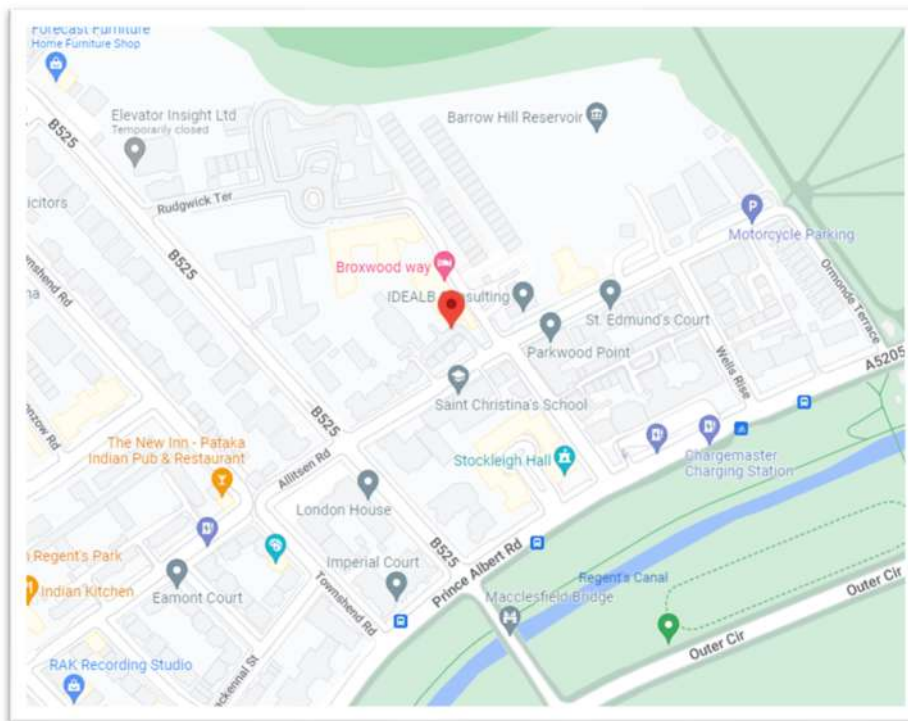 Forecast Furniture
Home Furniture Shop
Elevator Insight Ltd
Temporarily closed
B525
Barrow Hill Reservoir
icitors
Rudgwick Ter
Motorcycle Parking
Broxwood way
B525
IDEALB
nsulting
St. Edmund's Court
Ormonde Terrace
Parkwood Point
A5205
Wells Rise
Saint Christina's School
B525
The New Inn - Pataka
Indian Pub & Restaurant
Allitsen Rd
Stockleigh Hall
Chargemaster
Charging Station
London House
B525
Prince Albert Rd
Regent's Park
Imperial Court
Regent's Canal
Outer Cir
Indian Kitchen
Eamont Court
Townshend Rd
Macclesfield Bridge
Outer Cir
RAK Recording Studio